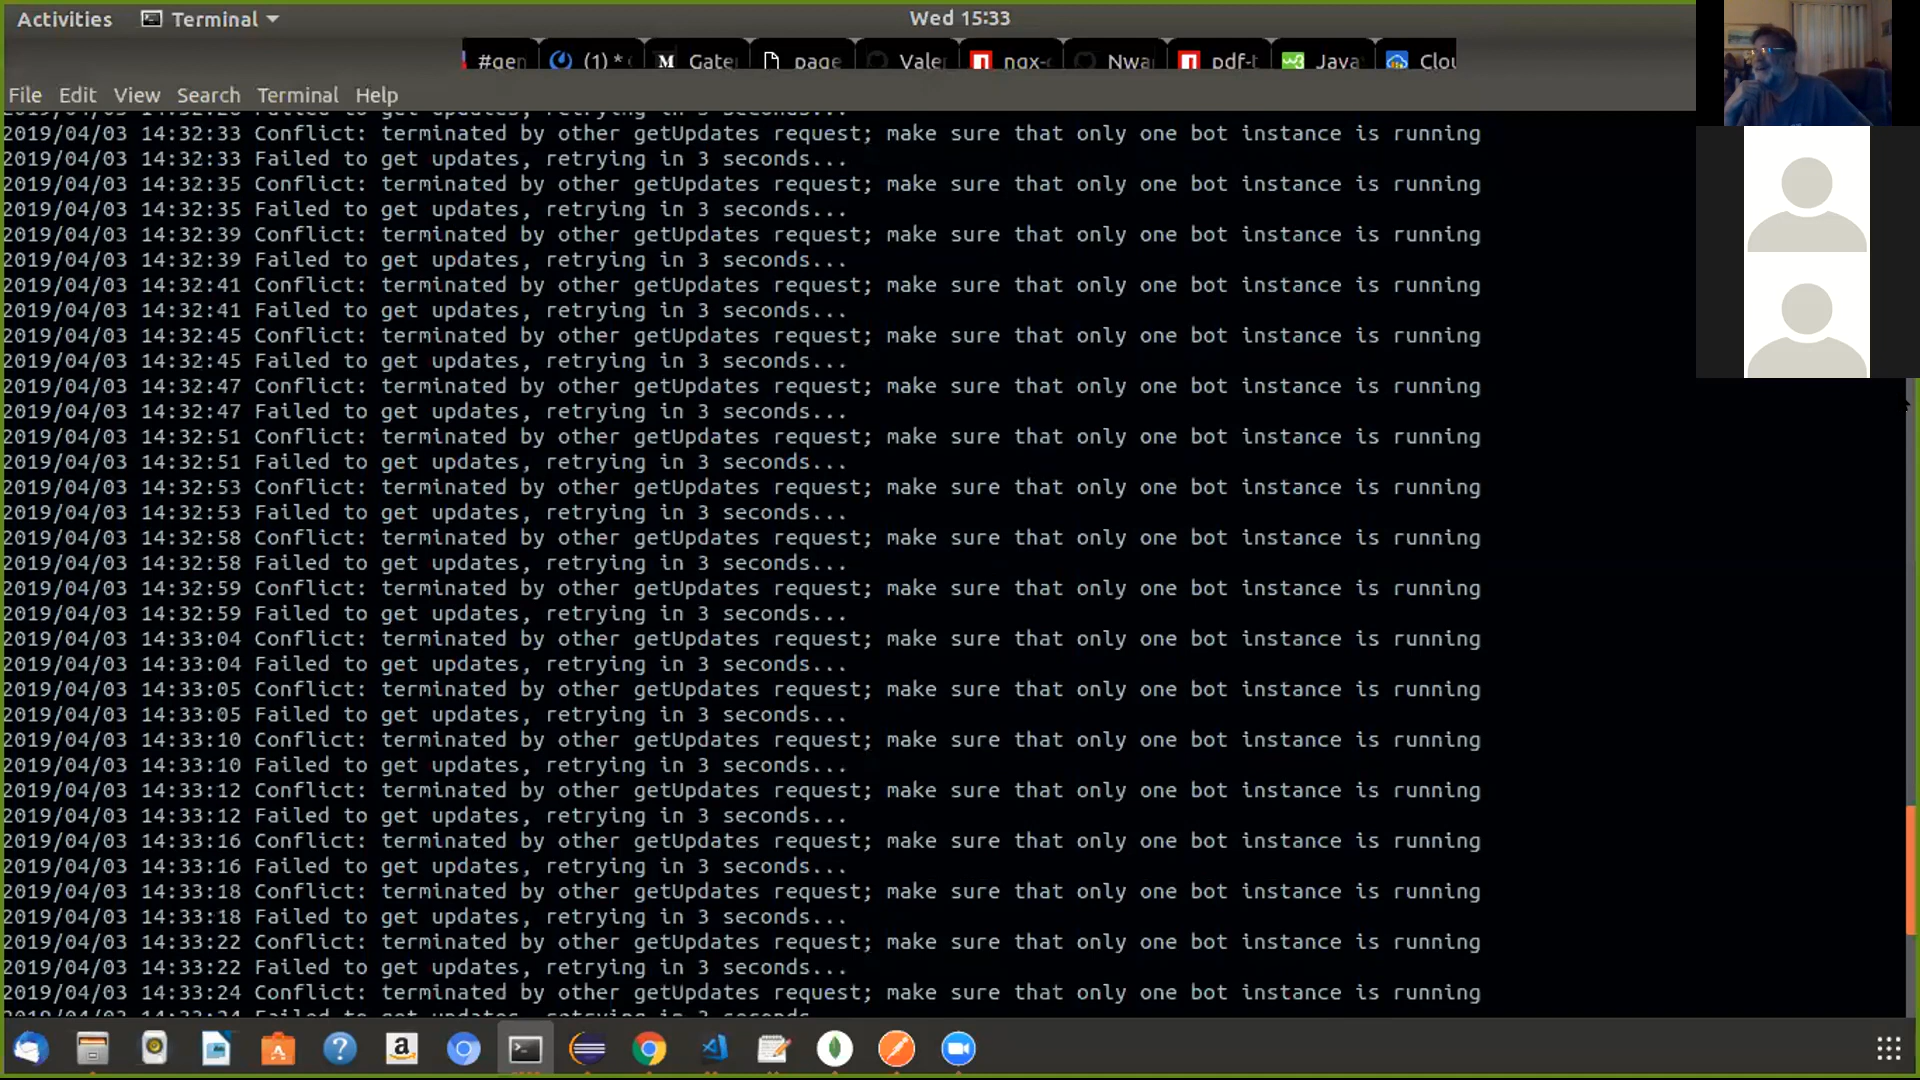 Activities Terminal Wed 15:33
#gen (1) * Gate page Vale ngx- Nwa pdf-t Java Clou
File Edit View Search Terminal Help
Failed to get updates, retrying in 3 seconds...
2019/04/03 14:32:33 Conflict: terminated by other getUpdates request; make sure that only one bot instance is running
2019/04/03 14:32:33 Failed to get updates, retrying in 3 seconds...
2019/04/03 14:32:35 Conflict: terminated by other getUpdates request; make sure that only one bot instance is running
2019/04/03 14:32:35 Failed to get updates, retrying in 3 seconds...
2019/04/03 14:32:39 Conflict: terminated by other getUpdates request; make sure that only one bot instance is running
2019/04/03 14:32:39 Failed to get updates, retrying in 3 seconds...
2019/04/03 14:32:41 Conflict: terminated by other getUpdates request; make sure that only one bot instance is running
2019/04/03 14:32:41 Failed to get updates, retrying in 3 seconds...
2019/04/03 14:32:45 Conflict: terminated by other getUpdates request; make sure that only one bot instance is running
2019/04/03 14:32:45 Failed to get updates, retrying in 3 seconds...
2019/04/03 14:32:47 Conflict: terminated by other getUpdates request; make sure that only one bot instance is running
2019/04/03 14:32:47 Failed to get updates, retrying in 3 seconds...
2019/04/03 14:32:51 Conflict: terminated by other getUpdates request; make sure that only one bot instance is running
2019/04/03 14:32:51 Failed to get updates, retrying in 3 seconds...
2019/04/03 14:32:53 Conflict: terminated by other getUpdates request; make sure that only one bot instance is running
2019/04/03 14:32:53 Failed to get updates, retrying in 3 seconds...
2019/04/03 14:32:58 Conflict: terminated by other getUpdates request; make sure that only one bot instance is running
2019/04/03 14:32:58 Failed to get updates, retrying in 3 seconds...
2019/04/03 14:32:59 Conflict: terminated by other getUpdates request; make sure that only one bot instance is running
2019/04/03 14:32:59 Failed to get updates, retrying in 3 seconds...
2019/04/03 14:33:04 Conflict: terminated by other getUpdates request; make sure that only one bot instance is running
2019/04/03 14:33:04 Failed to get updates, retrying in 3 seconds...
2019/04/03 14:33:05 Conflict: terminated by other getUpdates request; make sure that only one bot instance is running
2019/04/03 14:33:05 Failed to get updates, retrying in 3 seconds...
2019/04/03 14:33:10 Conflict: terminated by other getUpdates request; make sure that only one bot instance is running
2019/04/03 14:33:10 Failed to get updates, retrying in 3 seconds...
2019/04/03 14:33:12 Conflict: terminated by other getUpdates request; make sure that only one bot instance is running
2019/04/03 14:33:12 Failed to get updates, retrying in 3 seconds...
2019/04/03 14:33:16 Conflict: terminated by other getUpdates request; make sure that only one bot instance is running
2019/04/03 14:33:16 Failed to get updates, retrying in 3 seconds...
2019/04/03 14:33:18 Conflict: terminated by other getUpdates request; make sure that only one bot instance is running
2019/04/03 14:33:18 Failed to get updates, retrying in 3 seconds...
2019/04/03 14:33:22 Conflict: terminated by other getUpdates request; make sure that only one bot instance is running
2019/04/03 14:33:22 Failed to get updates, retrying in 3 seconds...
2019/04/03 14:33:24 Conflict: terminated by other getUpdates request; make sure that only one bot instance is running
2019/04/03 14:33:24 Failed to get updates, retrying in 3 seconds